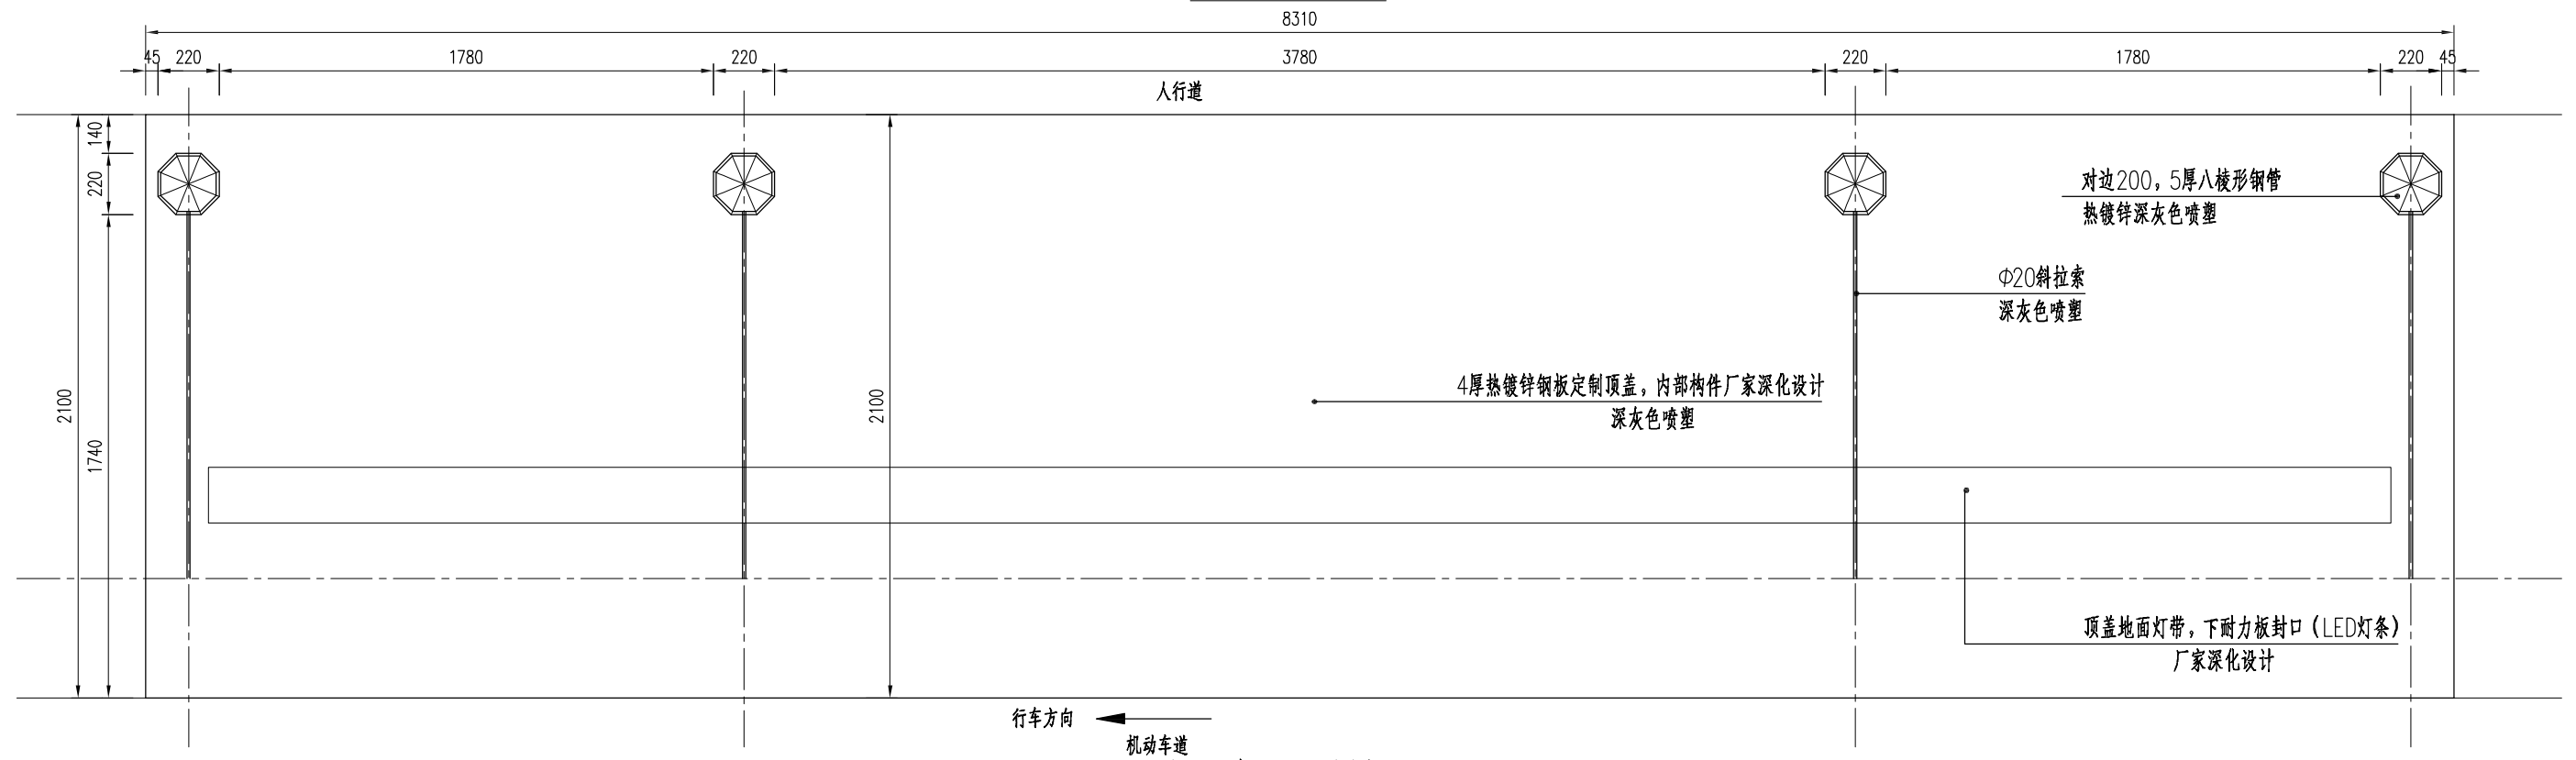 8310
45 220 1780 220 3780 220 1780 220 45
人行道
140
220
1740
2100
2100
对边200，5厚八棱形钢管
热镀锌深灰色喷塑
Φ20斜拉索
深灰色喷塑
4厚热镀锌钢板定制顶盖，内部构件厂家深化设计
深灰色喷塑
顶盖地面灯带，下耐力板封口（LED灯条）
厂家深化设计
行车方向
机动车道